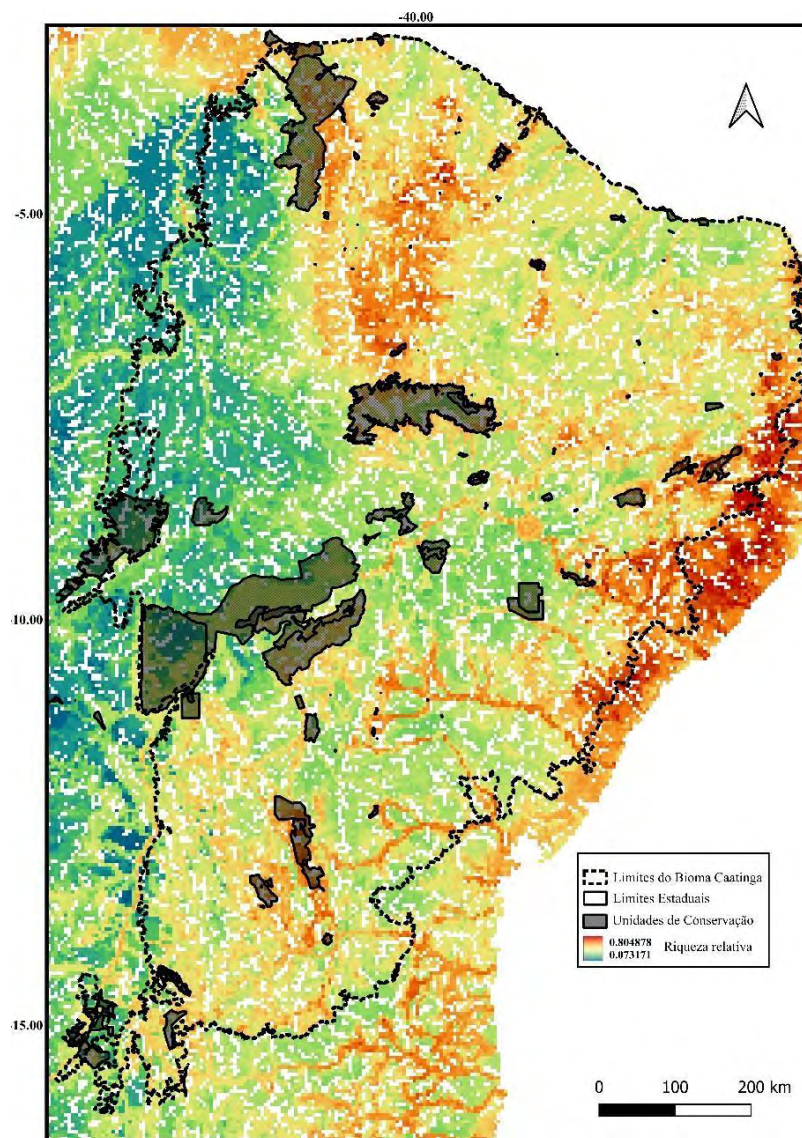 -40.00
-5.00
-10.00
-15.00
Limites do Bioma Caatinga
Limites Estaduais
Unidades de Conservação
0.804878
0.073171
Riqueza relativa
0 100 200 km